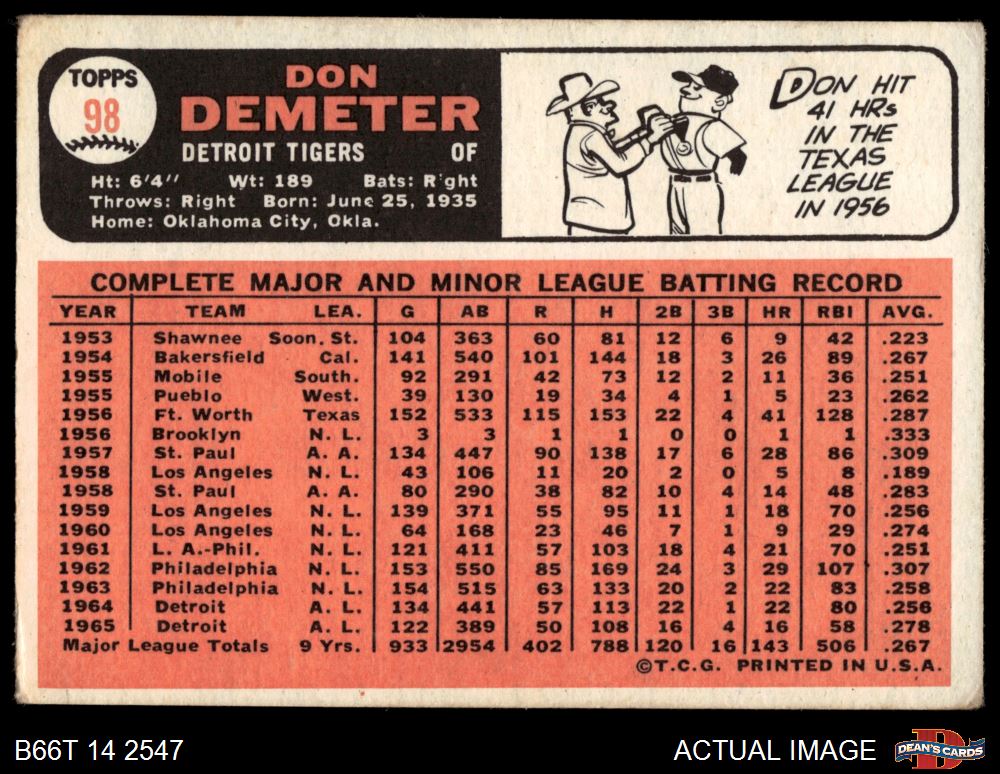 TOPPS
98
DON
DEMETER
DETROIT TIGERS OF
Ht: 6'4'' Wt: 189 Bats: Right
Throws: Right Born: June 25, 1935
Home: Oklahoma City, Okla.
DON HIT
41 HRs
IN THE
TEXAS
LEAGUE
IN 1956
COMPLETE MAJOR AND MINOR LEAGUE BATTING RECORD
YEAR TEAM LEA. G AB R H 2B 3B HR RBI AVG.
1953 Shawnee Soon. St. 104 363 60 81 12 6 9 42 .223
1954 Bakersfield Cal. 141 540 101 144 18 3 26 89 .267
1955 Mobile South. 92 291 42 73 12 2 11 36 .251
1955 Pueblo West. 39 130 19 34 4 1 5 23 .262
1956 Ft. Worth Texas 152 533 115 153 22 4 41 128 .287
1956 Brooklyn N. L. 3 3 1 1 0 0 1 1 .333
1957 St. Paul A. A. 134 447 90 138 17 6 28 86 .309
1958 Los Angeles N. L. 43 106 11 20 2 0 5 8 .189
1958 St. Paul A. A. 80 290 38 82 10 4 14 48 .283
1959 Los Angeles N. L. 139 371 55 95 11 1 18 70 .256
1960 Los Angeles N. L. 64 168 23 46 7 1 9 29 .274
1961 L. A.-Phil. N. L. 121 411 57 103 18 4 21 70 .251
1962 Philadelphia N. L. 153 550 85 169 24 3 29 107 .307
1963 Philadelphia N. L. 154 515 63 133 20 2 22 83 .258
1964 Detroit A. L. 134 441 57 113 22 1 22 80 .256
1965 Detroit A. L. 122 389 50 108 16 4 16 58 .278
Major League Totals 9 Yrs. 933 2954 402 788 120 16 143 506 .267
©T.C.G. PRINTED IN U.S.A.
B66T 14 2547
ACTUAL IMAGE
D
DEAN'S CARDS